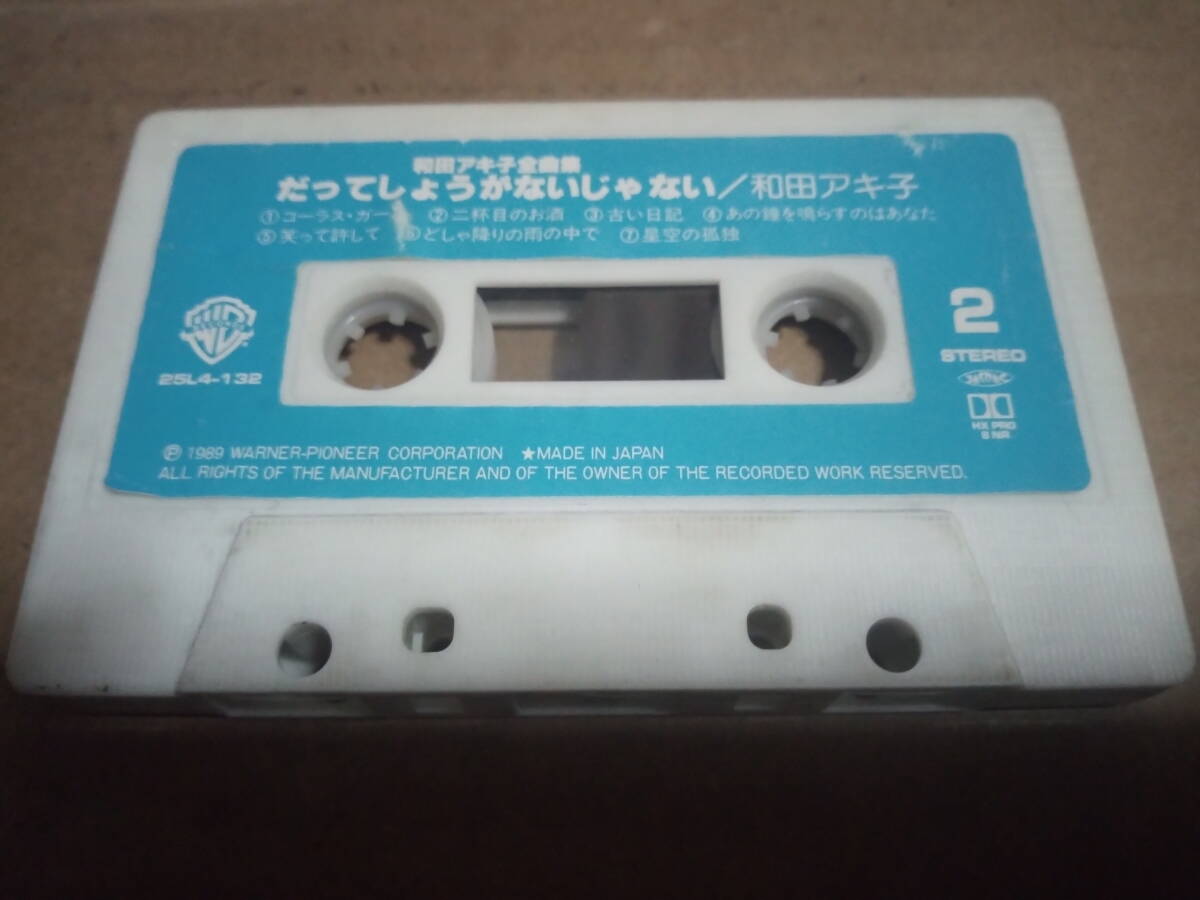 和田アキ子全曲集
だってしょうがないじゃない/和田アキ子
①コーラス・ガー ②二杯目のお酒 ③古い日記 ④あの鐘を鳴らすのはあなた
⑤笑って許して ⑥どしゃ降りの雨の中で ⑦星空の孤独
2
STEREO
25L4-132
HX PRO
B NR
Ⓟ 1989 WARNER-PIONEER CORPORATION ★MADE IN JAPAN
ALL RIGHTS OF THE MANUFACTURER AND OF THE OWNER OF THE RECORDED WORK RESERVED.